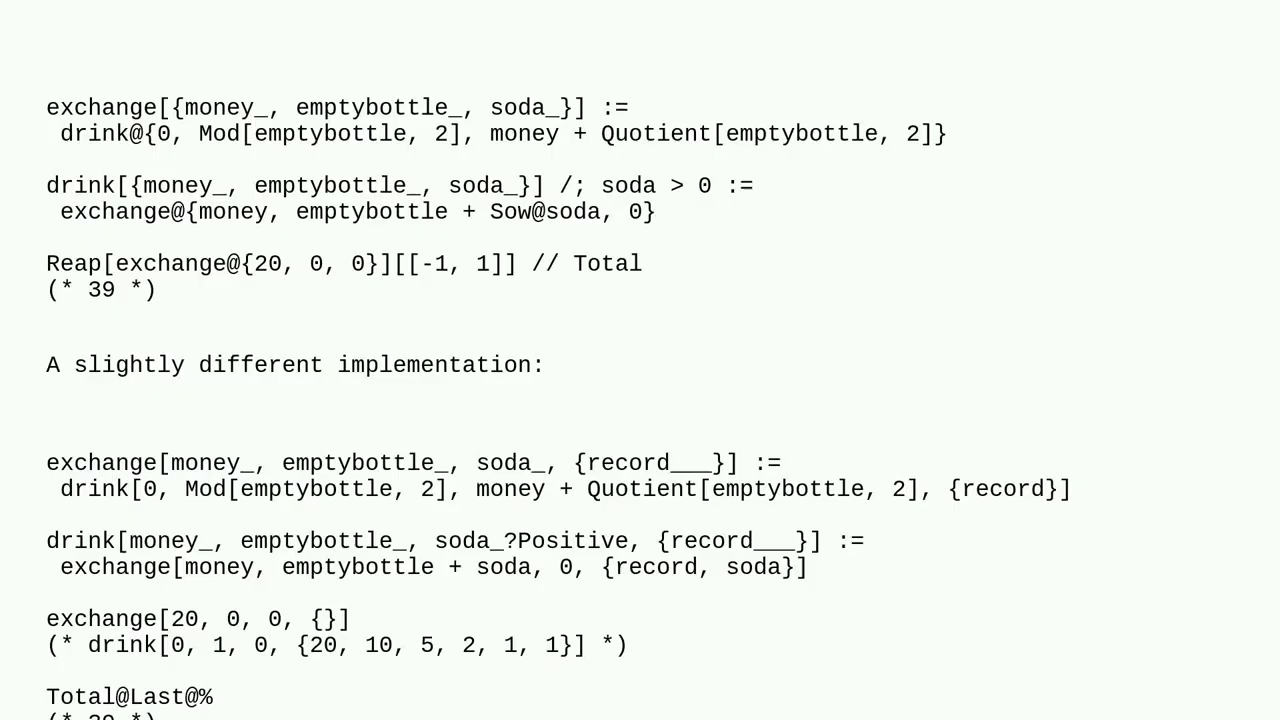 exchange[{money_, emptybottle_, soda_}] :=
drink@{0, Mod[emptybottle, 2], money + Quotient[emptybottle, 2]}
drink[{money_, emptybottle_, soda_}] /; soda > 0 :=
exchange@{money, emptybottle + Sow@soda, 0}
Reap[exchange@{20, 0, 0}][[-1, 1]] // Total
(* 39 *)
A slightly different implementation:
exchange[money_, emptybottle_, soda_, {record___}] :=
drink[0, Mod[emptybottle, 2], money + Quotient[emptybottle, 2], {record}]
drink[money_, emptybottle_, soda_?Positive, {record___}] :=
exchange[money, emptybottle + soda, 0, {record, soda}]
exchange[20, 0, 0, {}]
(* drink[0, 1, 0, {20, 10, 5, 2, 1, 1}] *)
Total@Last@%
(* 39 *)